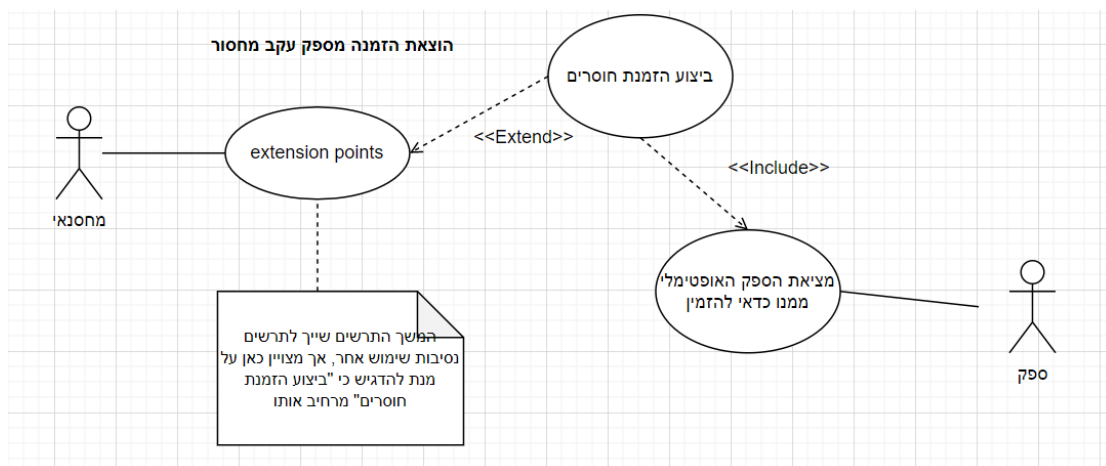 הוצאת הזמנה מספק עקב מחסור
ביצוע הזמנת חוסרים
<<Extend>>
extension points
<<Include>>
מחסנאי
מציאת הספק האופטימלי
ממנו כדאי להזמין
המשך התרשים שייך לתרשים
נסיבות שימוש אחר, אך מצויין כאן על
מנת להדגיש כי "ביצוע הזמנת
חוסרים" מרחיב אותו
ספק